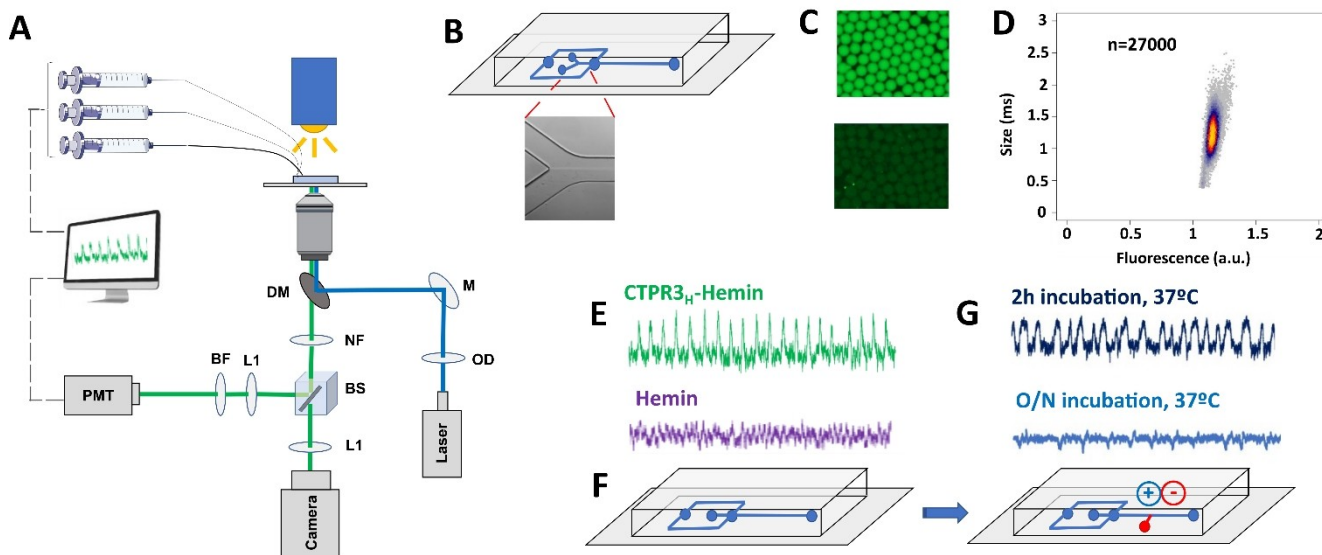 A
DM
M
NF
OD
BF
L1
BS
PMT
L1
Laser
Camera
B
C
D
n=27000
Size (ms)
3
2.5
2
1.5
1
0.5
0
0
0.5
1
1.5
2
Fluorescence (a.u.)
E
CTPR3H-Hemin
Hemin
F
+
-
G
2h incubation, 37ºC
O/N incubation, 37ºC